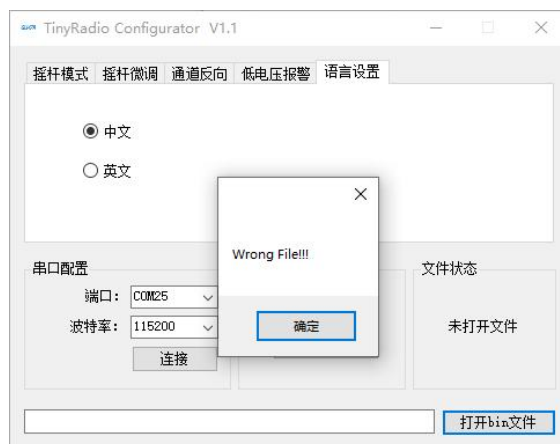 TinyRadio Configurator V1.1
摇杆模式 摇杆微调 通道反向 低电压报警 语言设置
中文
英文
Wrong File!!!
确定
串口配置
端口: COM25
波特率: 115200
连接
文件状态
未打开文件
打开bin文件